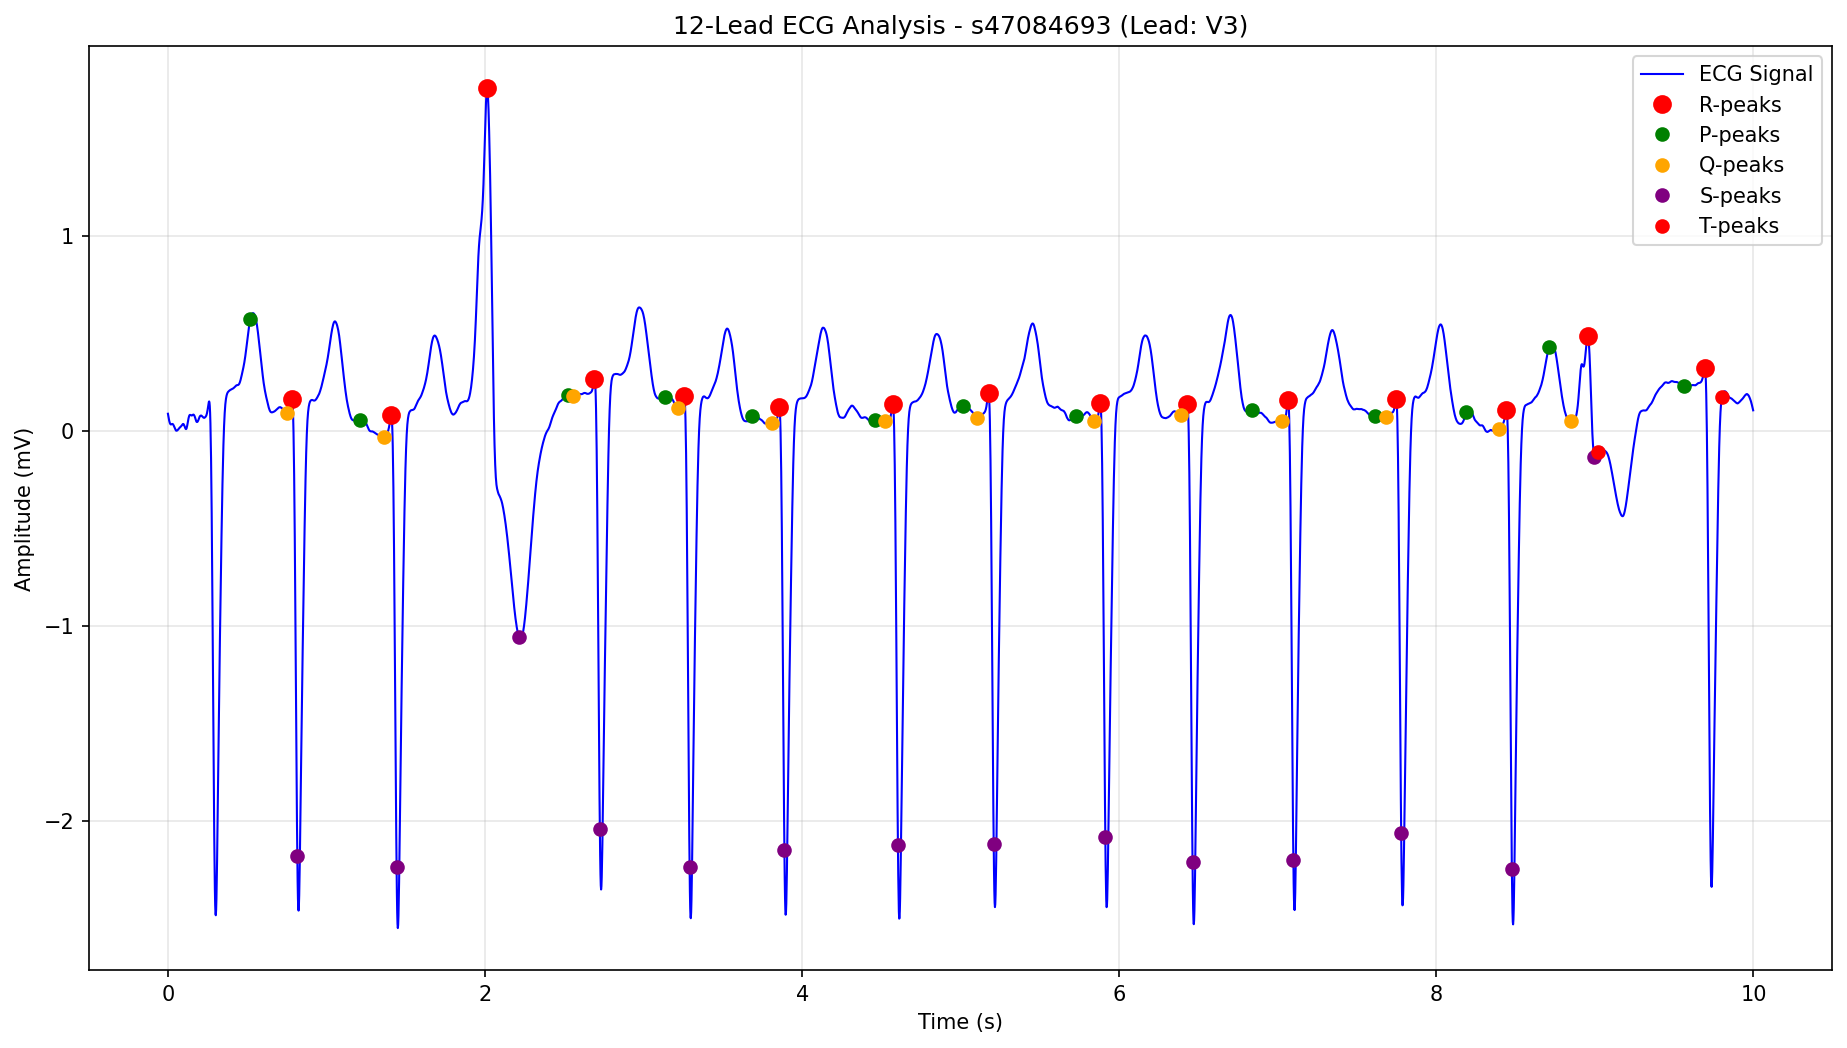 12-Lead ECG Analysis - s47084693 (Lead: V3)
ECG Signal
R-peaks
P-peaks
Q-peaks
S-peaks
T-peaks
Amplitude (mV)
1
0
−1
−2
0
2
4
6
8
10
Time (s)